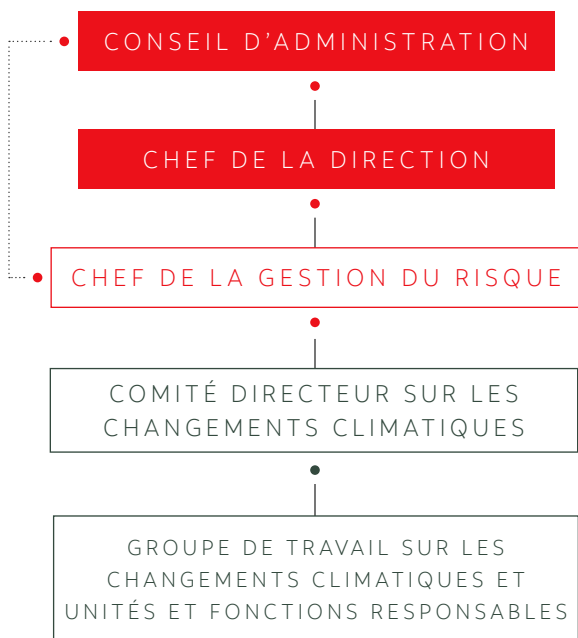 CONSEIL D'ADMINISTRATION
CHEF DE LA DIRECTION
CHEF DE LA GESTION DU RISQUE
COMITÉ DIRECTEUR SUR LES
CHANGEMENTS CLIMATIQUES
GROUPE DE TRAVAIL SUR LES
CHANGEMENTS CLIMATIQUES ET
UNITÉS ET FONCTIONS RESPONSABLES